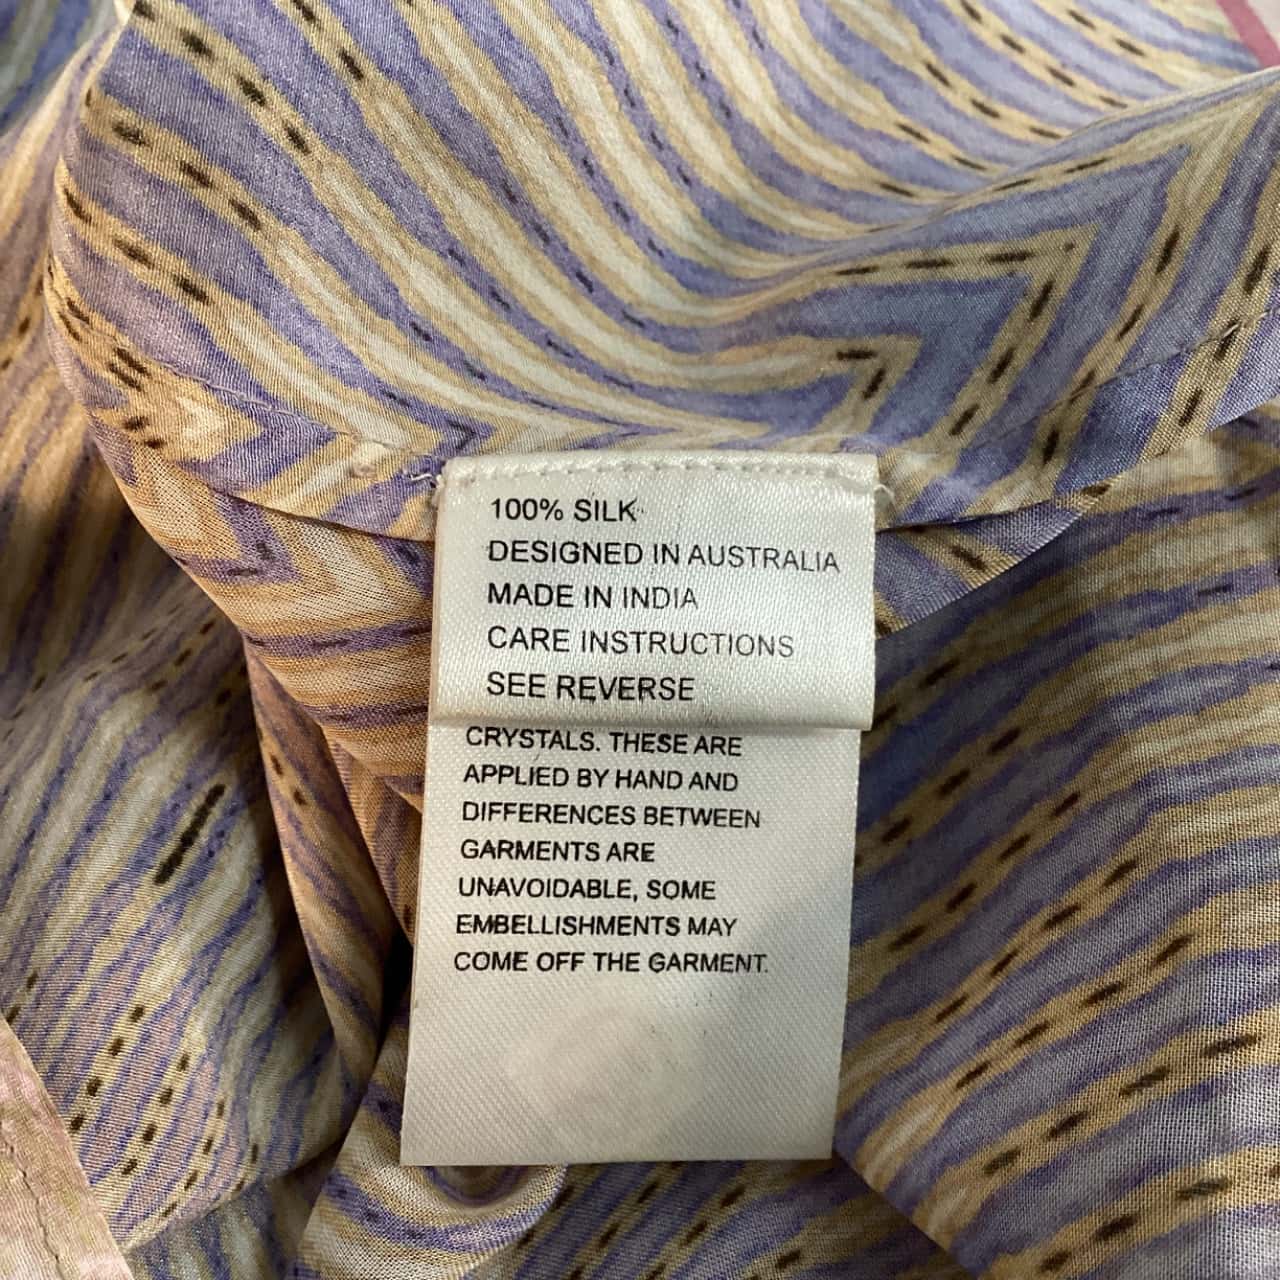 100% SILK
DESIGNED IN AUSTRALIA
MADE IN INDIA
CARE INSTRUCTIONS
SEE REVERSE
CRYSTALS. THESE ARE
APPLIED BY HAND AND
DIFFERENCES BETWEEN
GARMENTS ARE
UNAVOIDABLE, SOME
EMBELLISHMENTS MAY
COME OFF THE GARMENT.